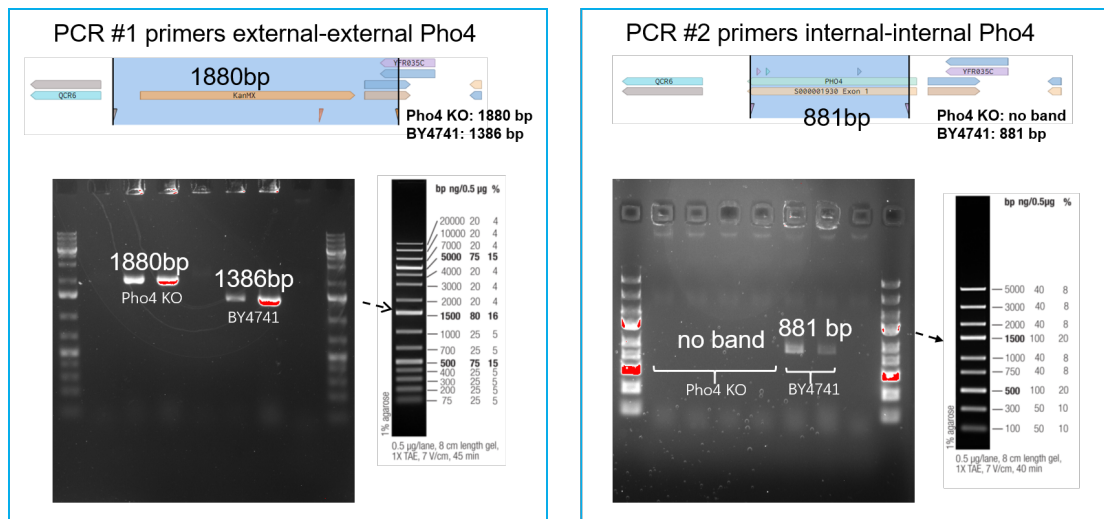 PCR #1 primers external-external Pho4
1880bp
YFR035C
QCR6
KanMX
Pho4 KO: 1880 bp
BY4741: 1386 bp
1880bp
Pho4 KO
1386bp
BY4741
bp ng/0.5 µg %
20000 20 4
10000 20 4
7000 20 4
5000 75 15
4000 20 4
3000 20 4
2000 20 4
1500 80 16
1000 25 5
700 25 5
500 75 15
400 25 5
300 25 5
200 25 5
75 25 5
1% agarose
0.5 µg/lane, 8 cm length gel,
1X TAE, 7 V/cm, 45 min
PCR #2 primers internal-internal Pho4
QCR6
PHO4
YFR035C
S000001930 Exon 1
881bp
Pho4 KO: no band
BY4741: 881 bp
no band
Pho4 KO
881 bp
BY4741
bp ng/0.5µg %
5000 40 8
3000 40 8
2000 40 8
1500 100 20
1000 40 8
750 40 8
500 100 20
300 50 10
100 50 10
1% agarose
0.5 µg/lane, 8 cm length gel,
1X TAE, 7 V/cm, 40 min